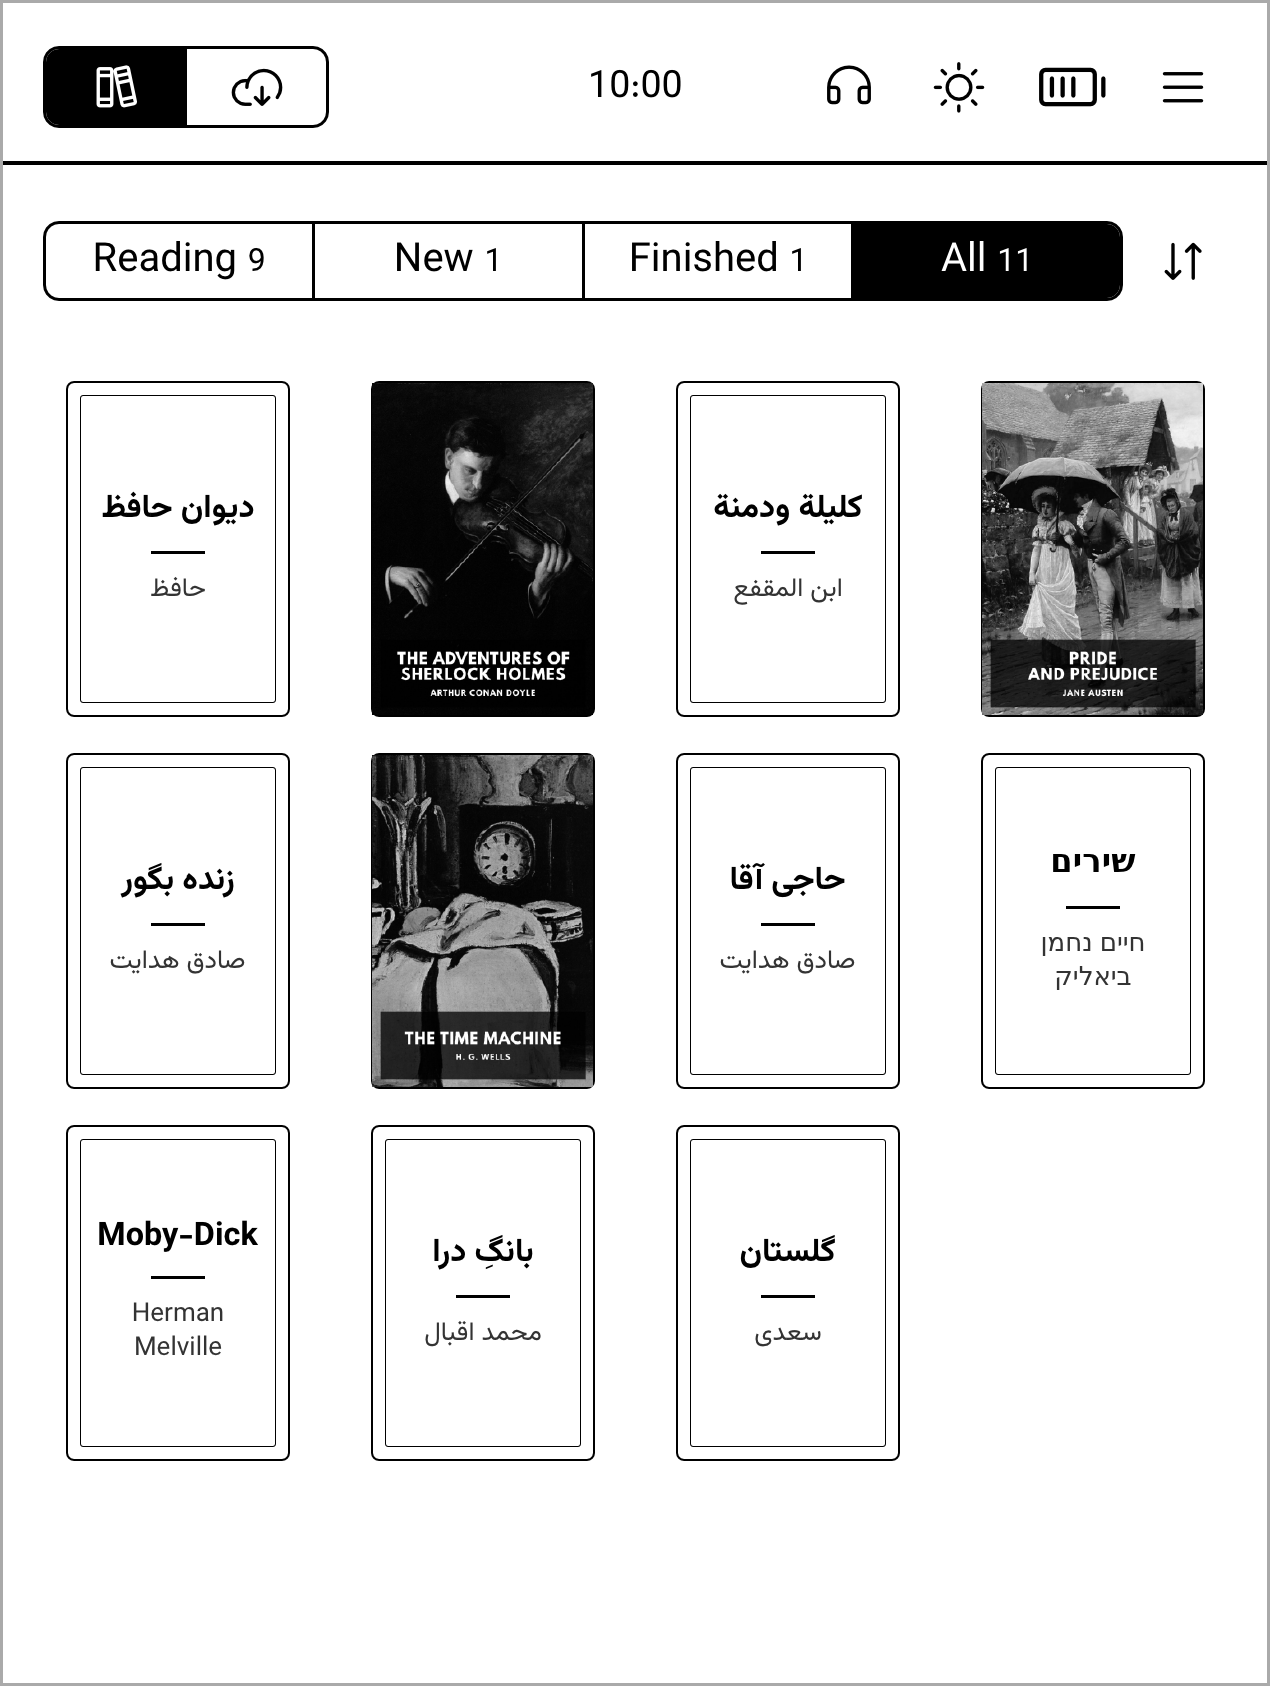 10:00
Reading 9
New 1
Finished 1
All 11
دیوان حافظ
حافظ
THE ADVENTURES OF
SHERLOCK HOLMES
ARTHUR CONAN DOYLE
كليلة ودمنة
ابن المقفع
PRIDE
AND PREJUDICE
JANE AUSTEN
زنده بگور
صادق هدایت
THE TIME MACHINE
H. G. WELLS
حاجی آقا
صادق هدایت
שירים
חיים נחמן
ביאליק
Moby-Dick
Herman
Melville
بانگِ درا
محمد اقبال
گلستان
سعدی